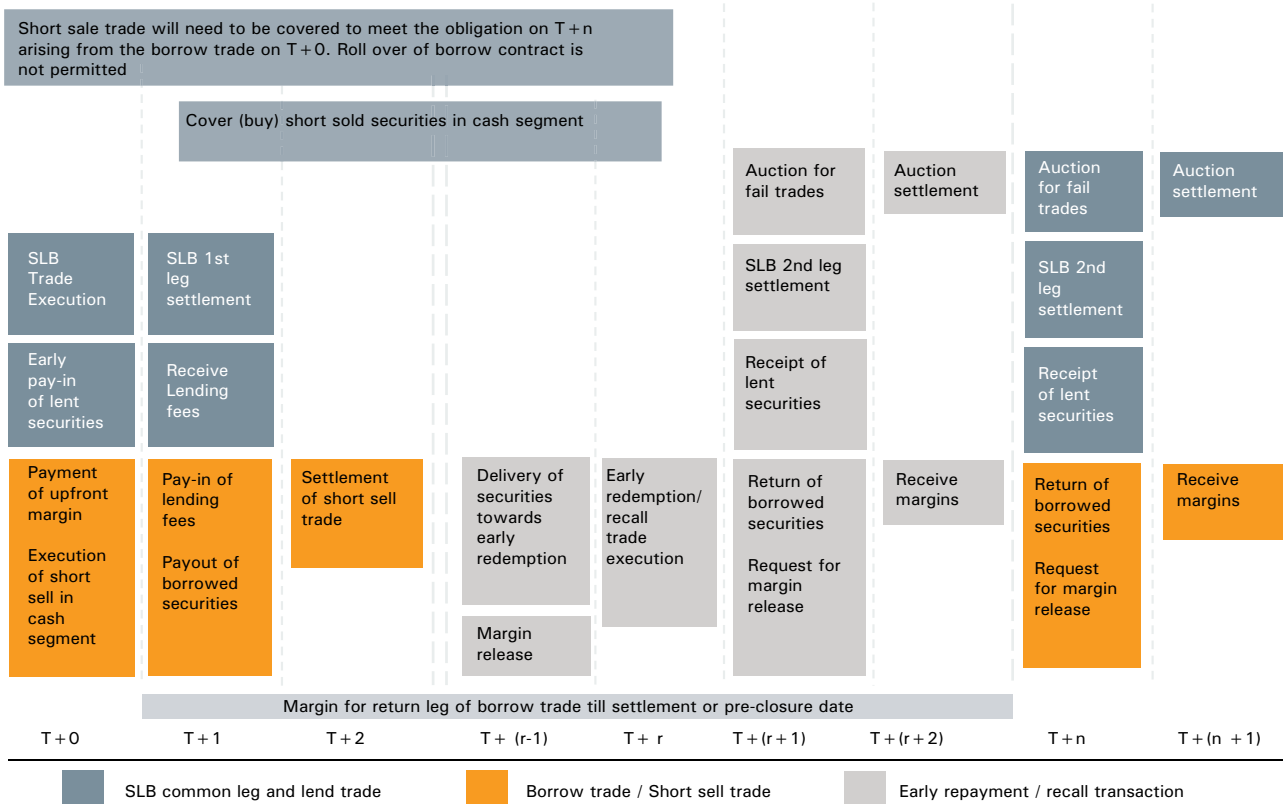 Short sale trade will need to be covered to meet the obligation on T+n
arising from the borrow trade on T+0. Roll over of borrow contract is
not permitted
Cover (buy) short sold securities in cash segment
Auction for
fail trades
Auction
settlement
Auction
for fail
trades
Auction
settlement
SLB
Trade
Execution
SLB 1st
leg
settlement
SLB 2nd leg
settlement
SLB 2nd
leg
settlement
Early
pay-in
of lent
securities
Receive
Lending
fees
Receipt of
lent
securities
Receipt
of lent
securities
Payment
of upfront
margin
Execution
of short
sell in
cash
segment
Pay-in of
lending
fees
Payout of
borrowed
securities
Settlement
of short sell
trade
Delivery of
securities
towards
early
redemption
Margin
release
Early
redemption/
recall
trade
execution
Return of
borrowed
securities
Request for
margin
release
Receive
margins
Return of
borrowed
securities
Request
for margin
release
Receive
margins
Margin for return leg of borrow trade till settlement or pre-closure date
T+0 T+1 T+2 T+ (r-1) T+ r T+(r+1) T+(r+2) T+n T+(n +1)
SLB common leg and lend trade
Borrow trade / Short sell trade
Early repayment / recall transaction